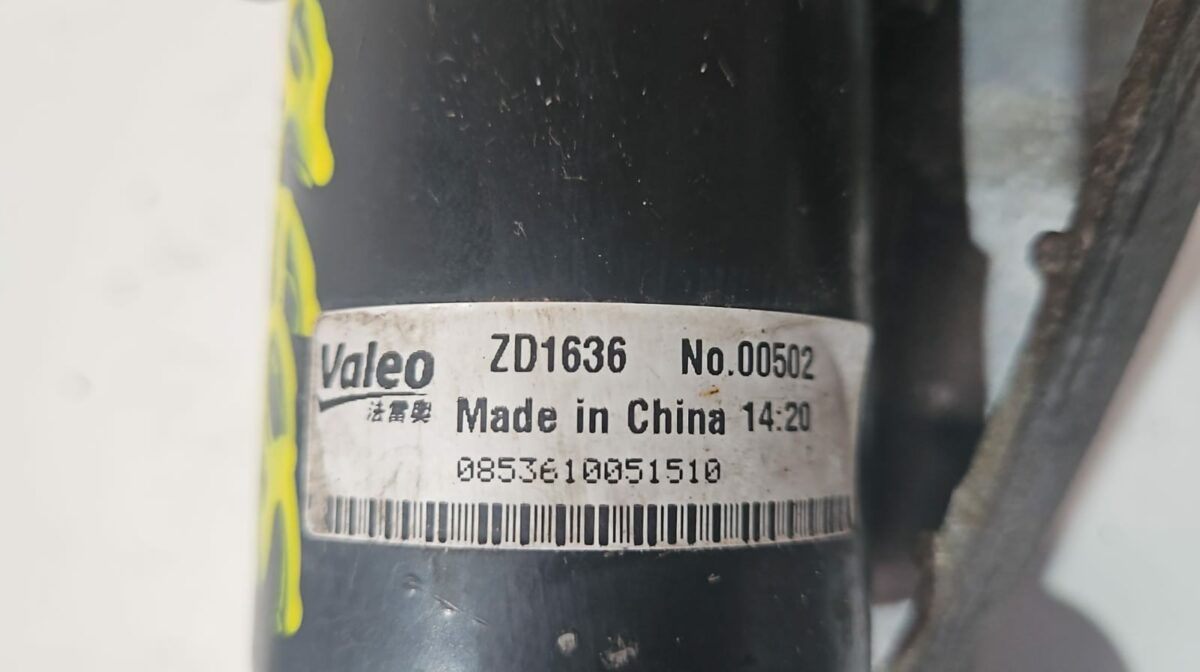 Valeo ZD1636 No.00502
法雷奥 Made in China 14:20
0853610051510